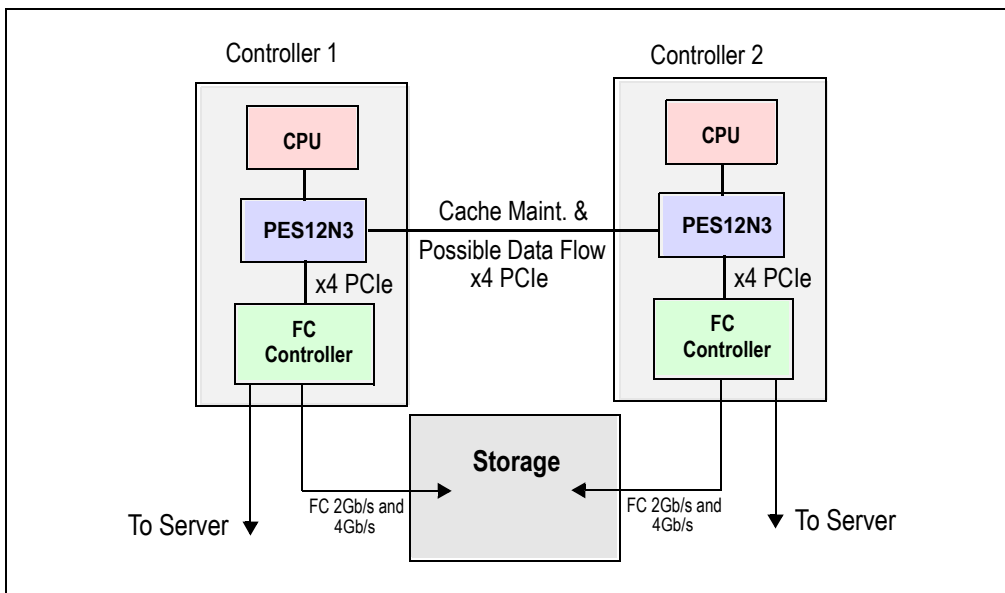 Controller 1
Controller 2
CPU
CPU
PES12N3
Cache Maint. &
Possible Data Flow
x4 PCIe
PES12N3
x4 PCIe
x4 PCIe
FC
Controller
FC
Controller
Storage
FC 2Gb/s and
4Gb/s
FC 2Gb/s and
4Gb/s
To Server
To Server